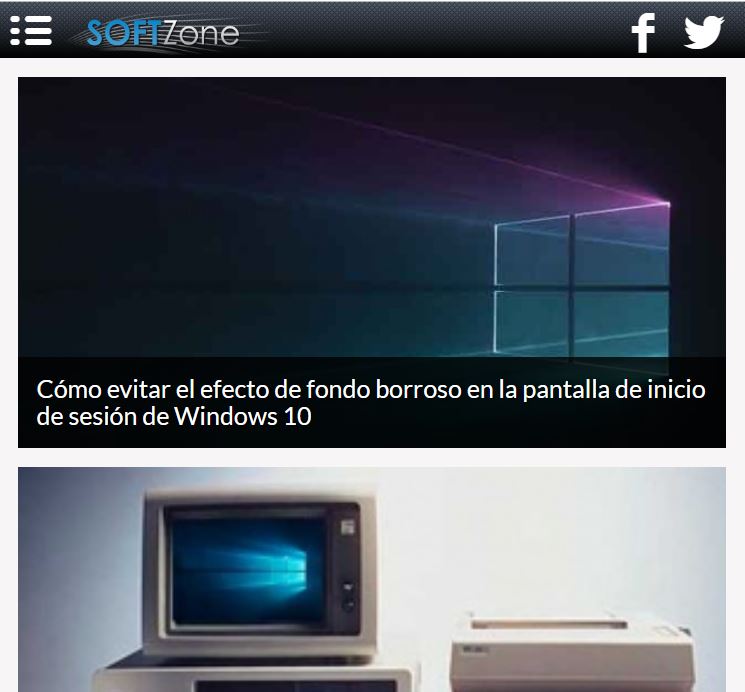 SOFTZone
Cómo evitar el efecto de fondo borroso en la pantalla de inicio
de sesión de Windows 10